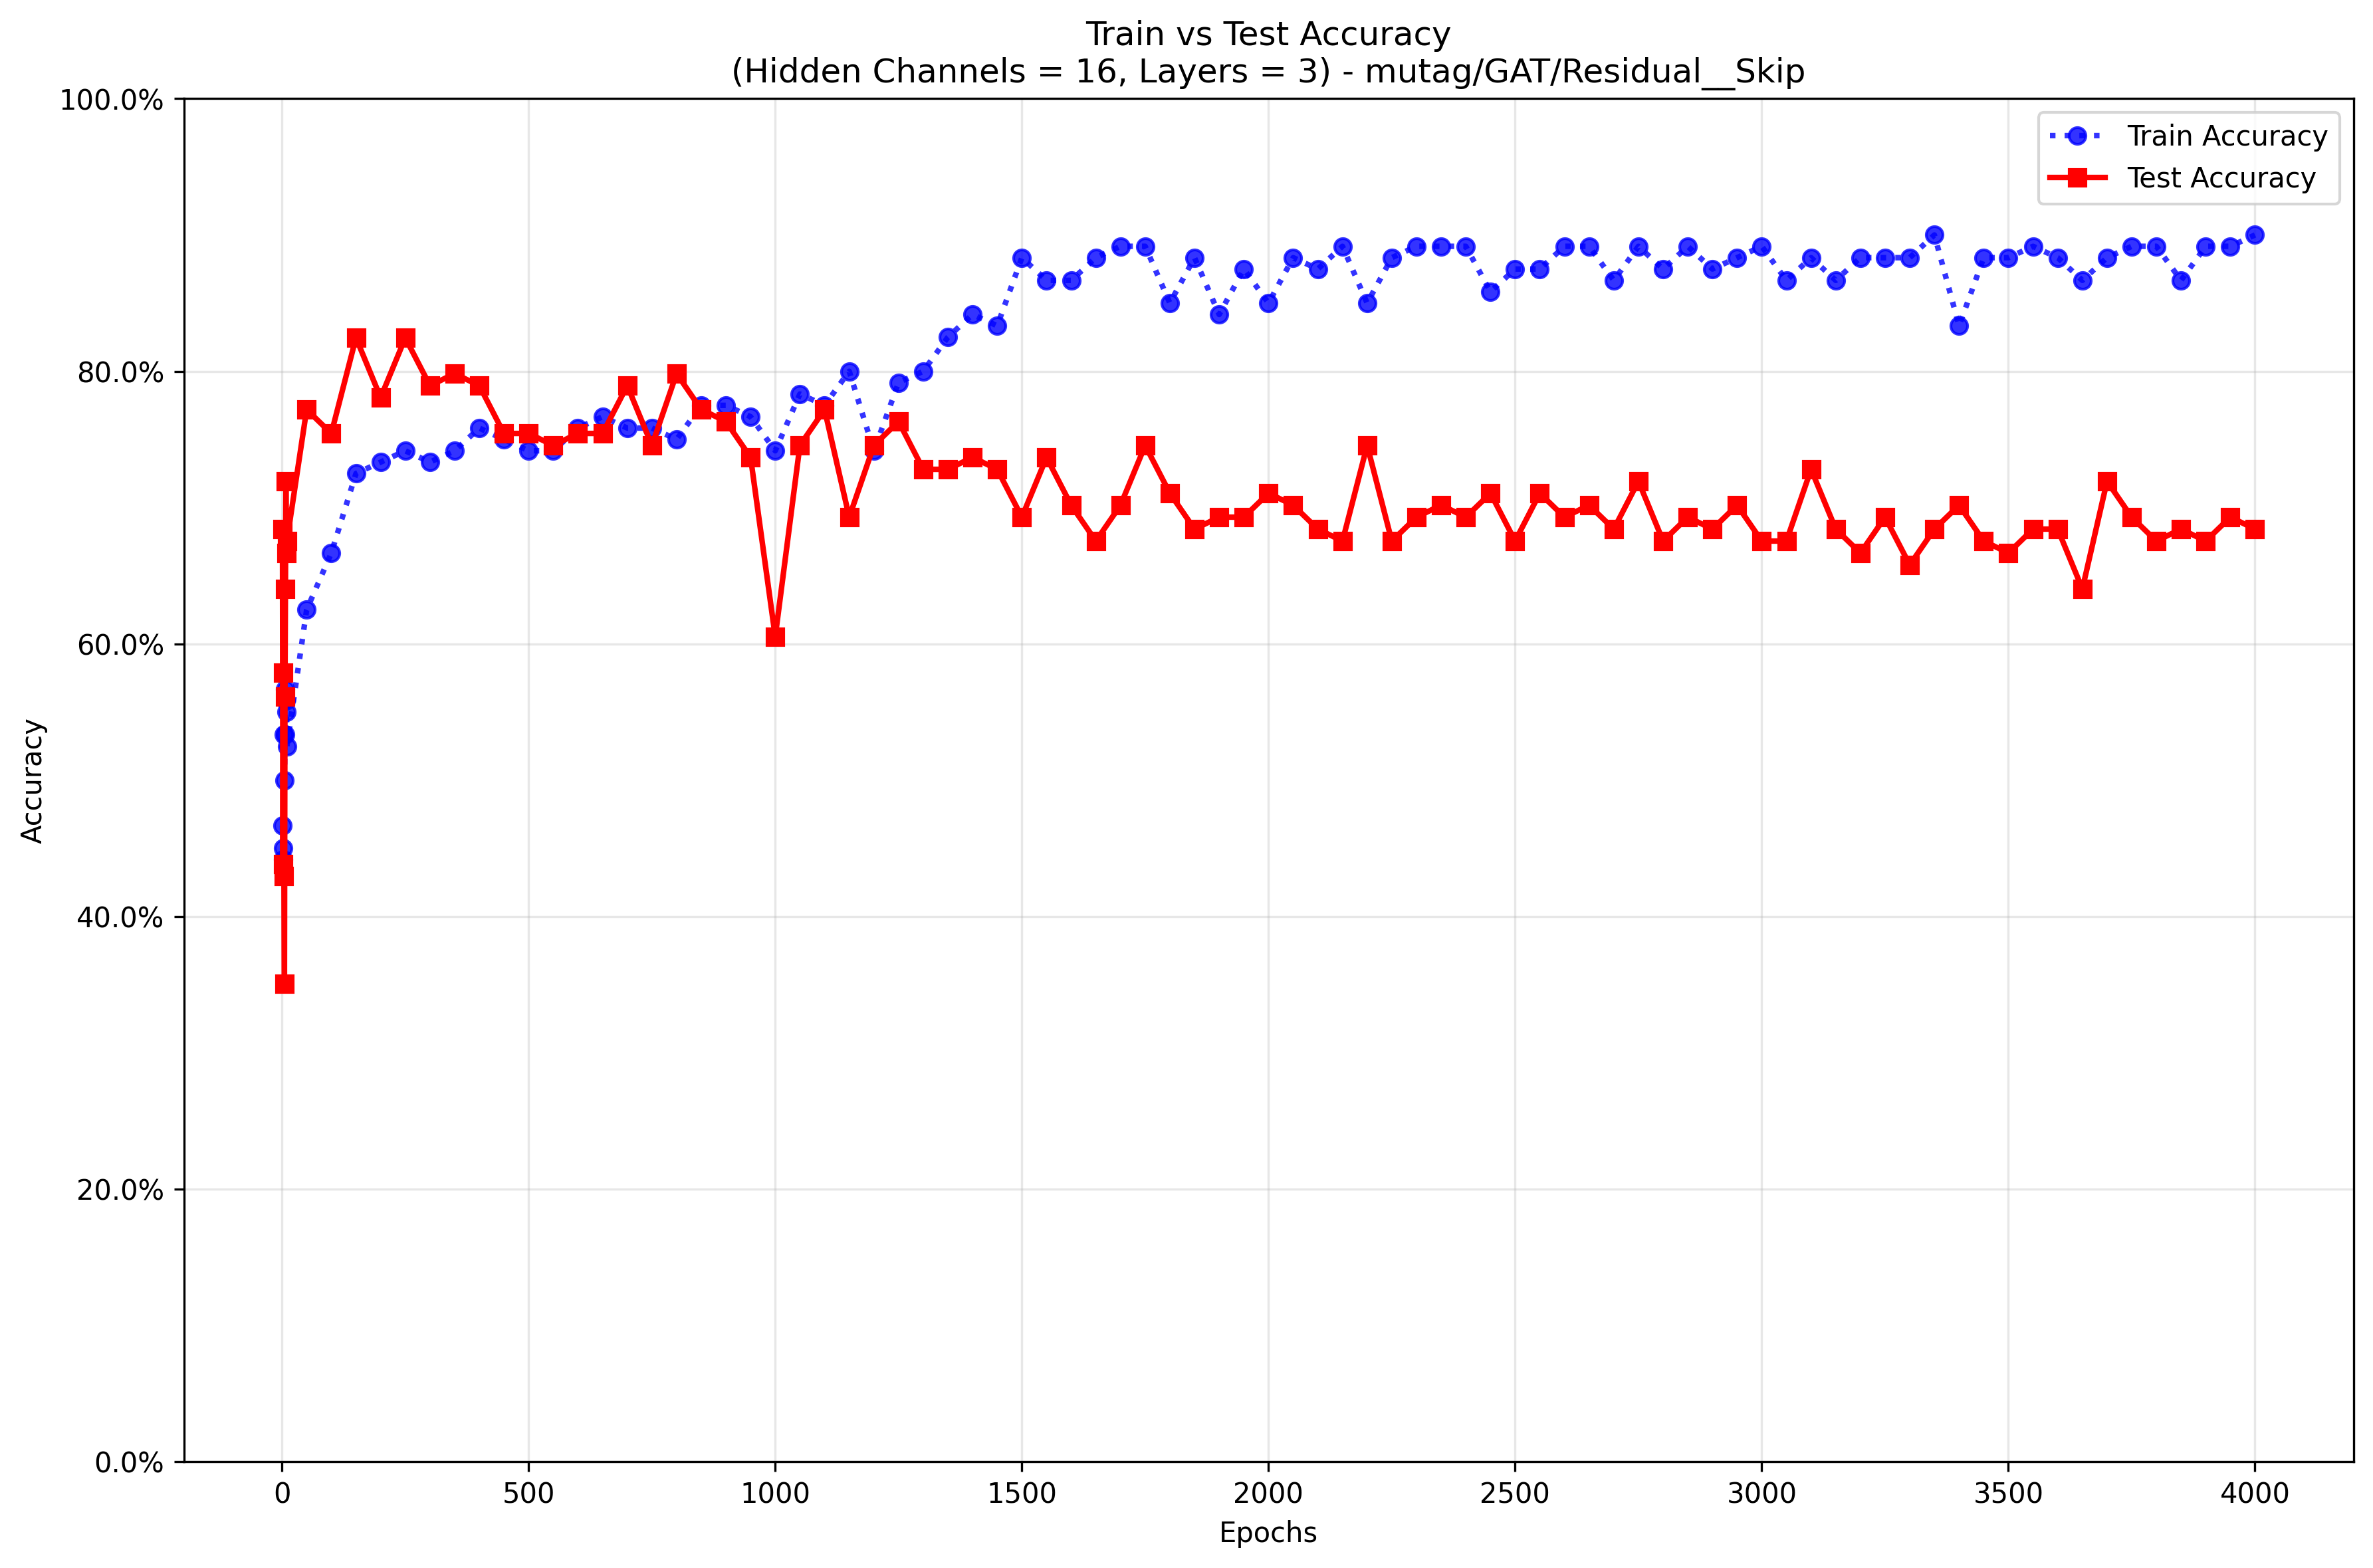 Train vs Test Accuracy
(Hidden Channels = 16, Layers = 3) - mutag/GAT/Residual__Skip
100.0%
80.0%
60.0%
40.0%
20.0%
0.0%
Accuracy
Train Accuracy
Test Accuracy
0 500 1000 1500 2000 2500 3000 3500 4000
Epochs